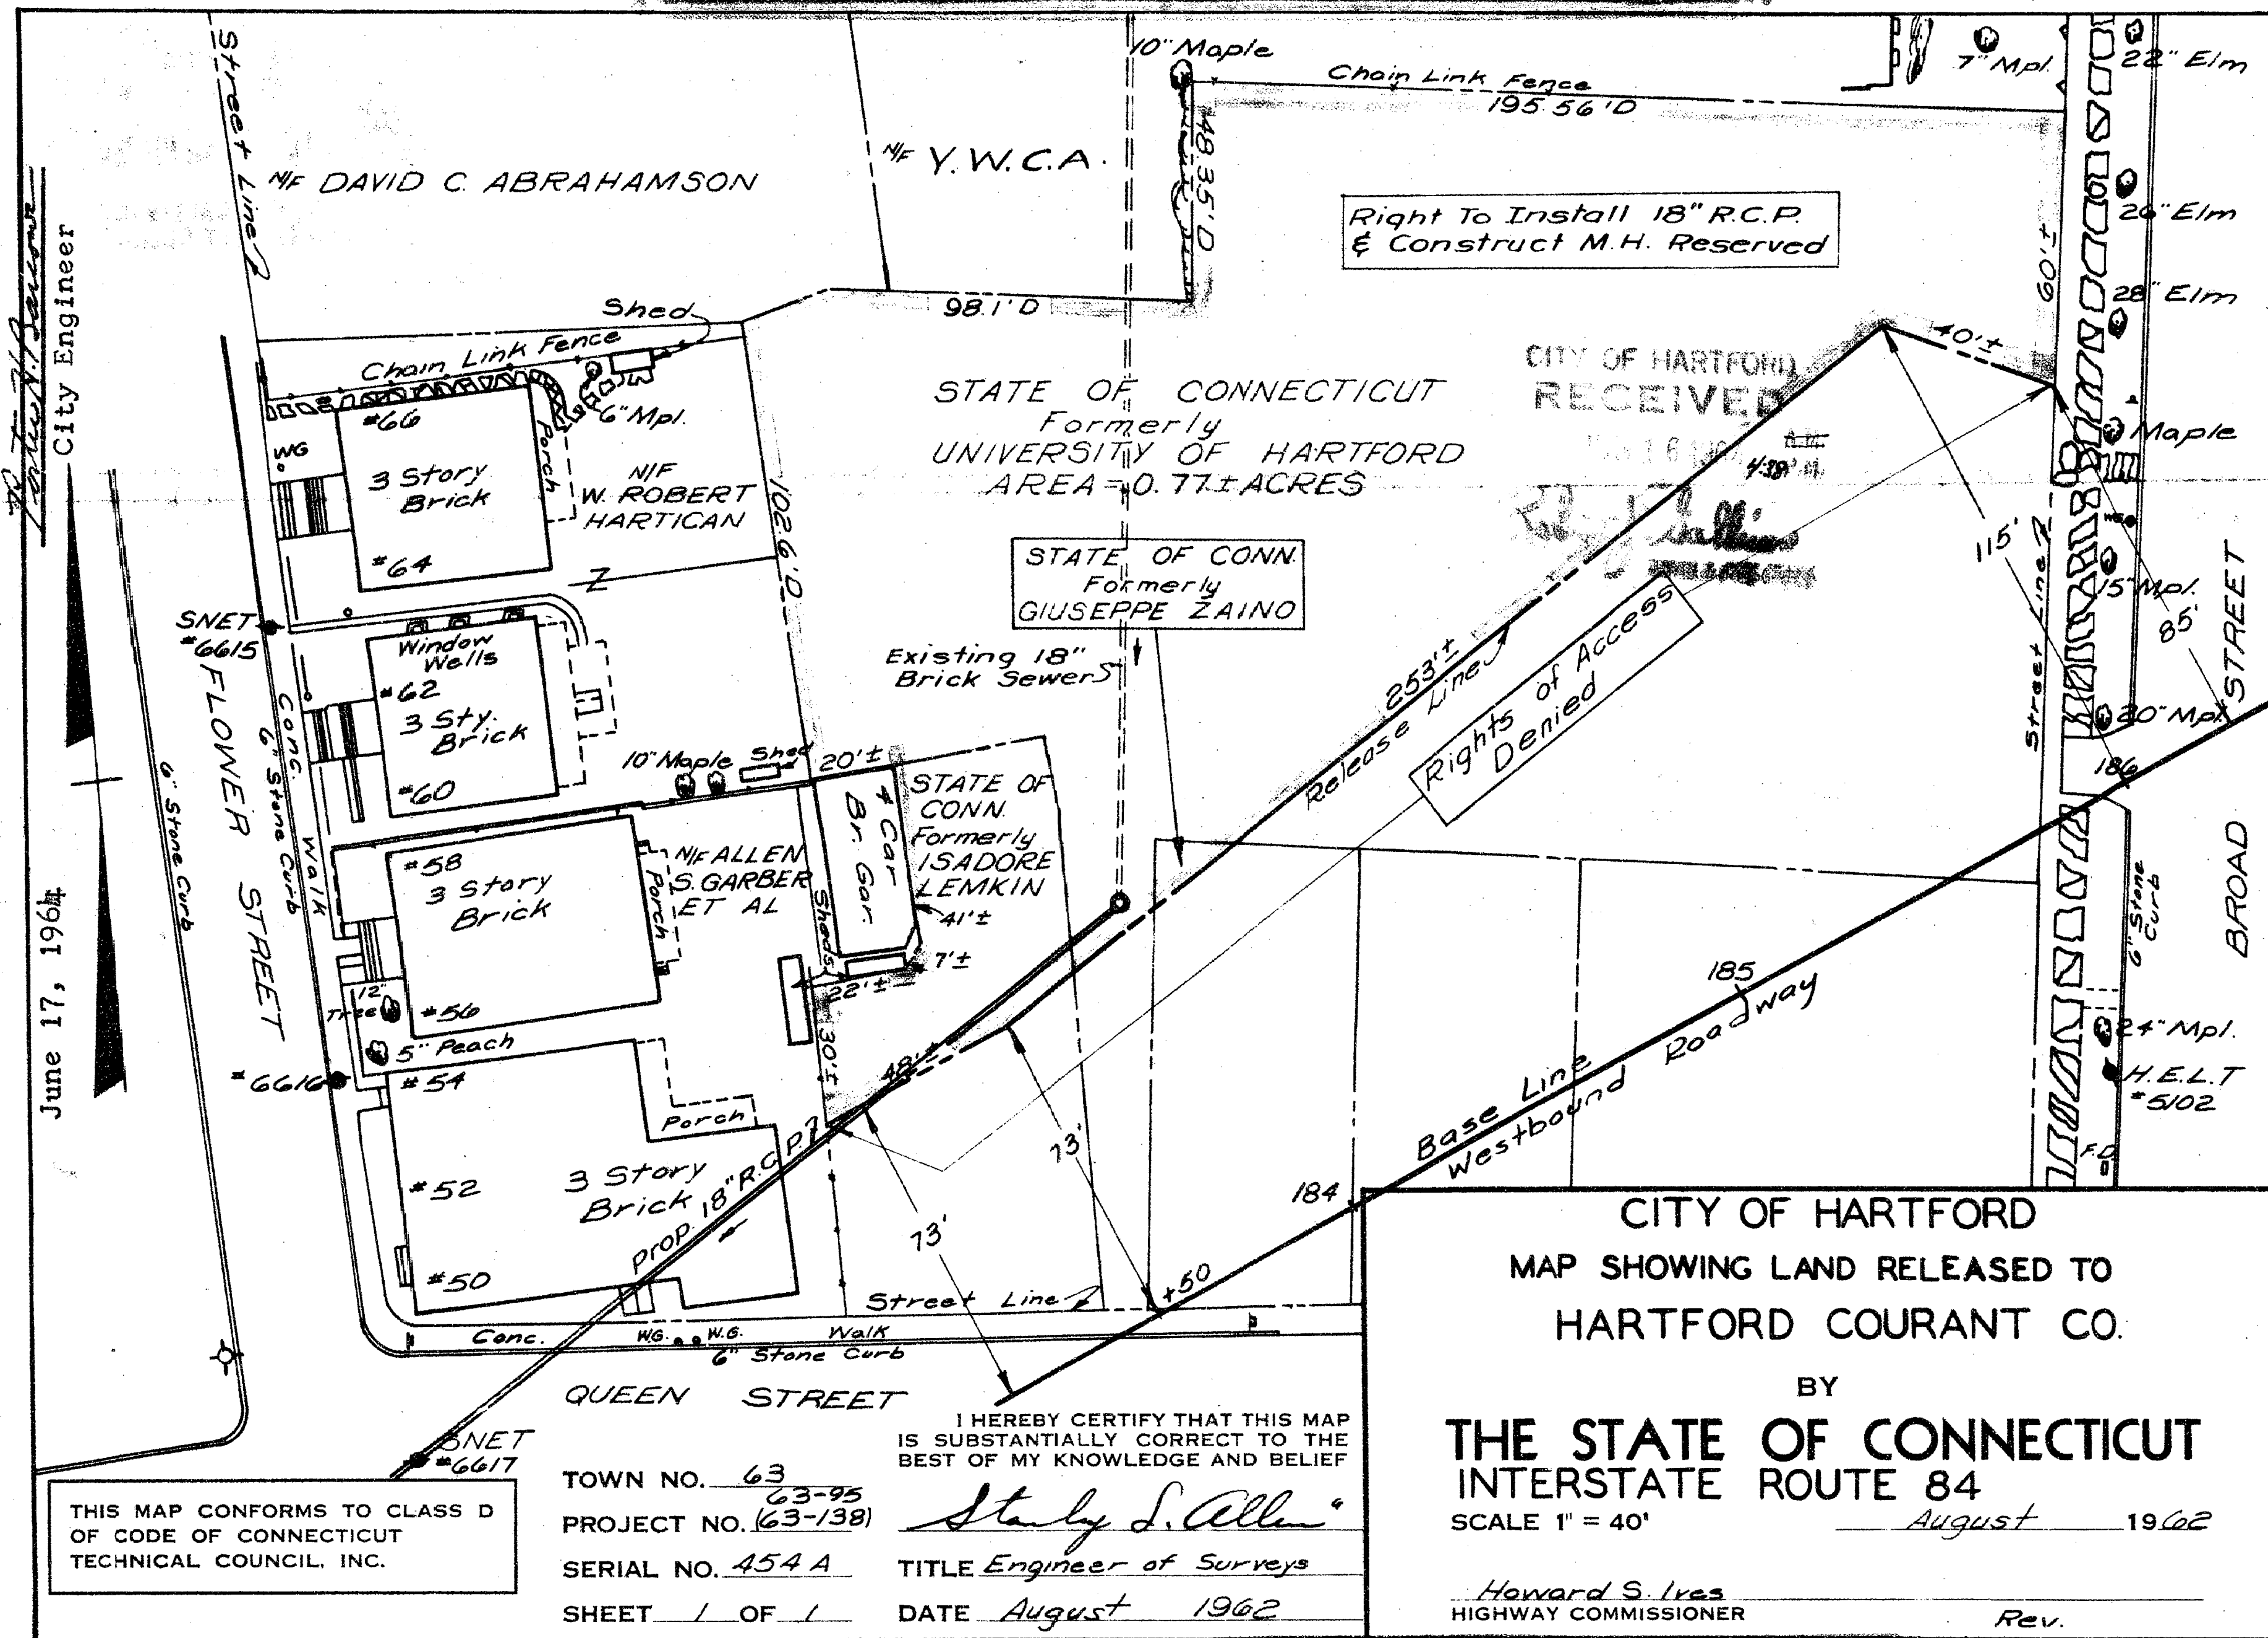 City Engineer
June 17, 1964
Street Line
N/F DAVID C. ABRAHAMSON
N/F Y.W.C.A.
10" Maple
Chain Link Fence
195.56'D
48.35'D
7" Mpl.
22" Elm
26" Elm
28" Elm
Right To Install 18" R.C.P.
& Construct M.H. Reserved
60'±
40'±
98.1'D
Shed
Chain Link Fence
#66
6" Mpl.
WG
3 Story
Brick
Porch
#64
N/F
W. ROBERT
HARTICAN
102.6'D
STATE OF CONNECTICUT
Formerly
UNIVERSITY OF HARTFORD
AREA = 0.77± ACRES
CITY OF HARTFORD
RECEIVED
4:38
Maple
STATE OF CONN.
Formerly
GIUSEPPE ZAINO
Existing 18"
Brick Sewer
253'±
Release Line
Rights of Access
Denied
115'
85'
Street Line
15" Mpl.
20" Mpl.
BROAD STREET
SNET
#6615
FLOWER STREET
Conc. Walk
6" Stone Curb
6" Stone Curb
Window
Wells
#62
3 Sty.
Brick
#60
10" Maple
Shed
20'±
4 Car
Br. Gar.
STATE OF
CONN.
Formerly
ISADORE
LEMKIN
41'±
7'±
22'±
Sheds
30'±
48'±
#58
3 Story
Brick
Porch
N/F ALLEN
S. GARBER
ET AL
12"
Tree
#56
5" Peach
#6616
#54
Porch
#52
3 Story
Brick
#50
Prop. 18" R.C.P.
73'
73'
184
+50
185
186
Base Line
Westbound Roadway
6" Stone
Curb
24" Mpl.
H.E.L.T
#5102
F.D.
Street Line
Conc.
W.G.
W.G.
Walk
6" Stone Curb
QUEEN STREET
SNET
#6617
THIS MAP CONFORMS TO CLASS D
OF CODE OF CONNECTICUT
TECHNICAL COUNCIL, INC.
TOWN NO. 63
63-95
PROJECT NO. (63-138)
SERIAL NO. 454 A
SHEET 1 OF 1
I HEREBY CERTIFY THAT THIS MAP
IS SUBSTANTIALLY CORRECT TO THE
BEST OF MY KNOWLEDGE AND BELIEF
Stanly S. Allen
TITLE Engineer of Surveys
DATE August 1962
CITY OF HARTFORD
MAP SHOWING LAND RELEASED TO
HARTFORD COURANT CO.
BY
THE STATE OF CONNECTICUT
INTERSTATE ROUTE 84
SCALE 1" = 40'
August 1962
Howard S. Ives
HIGHWAY COMMISSIONER
Rev.